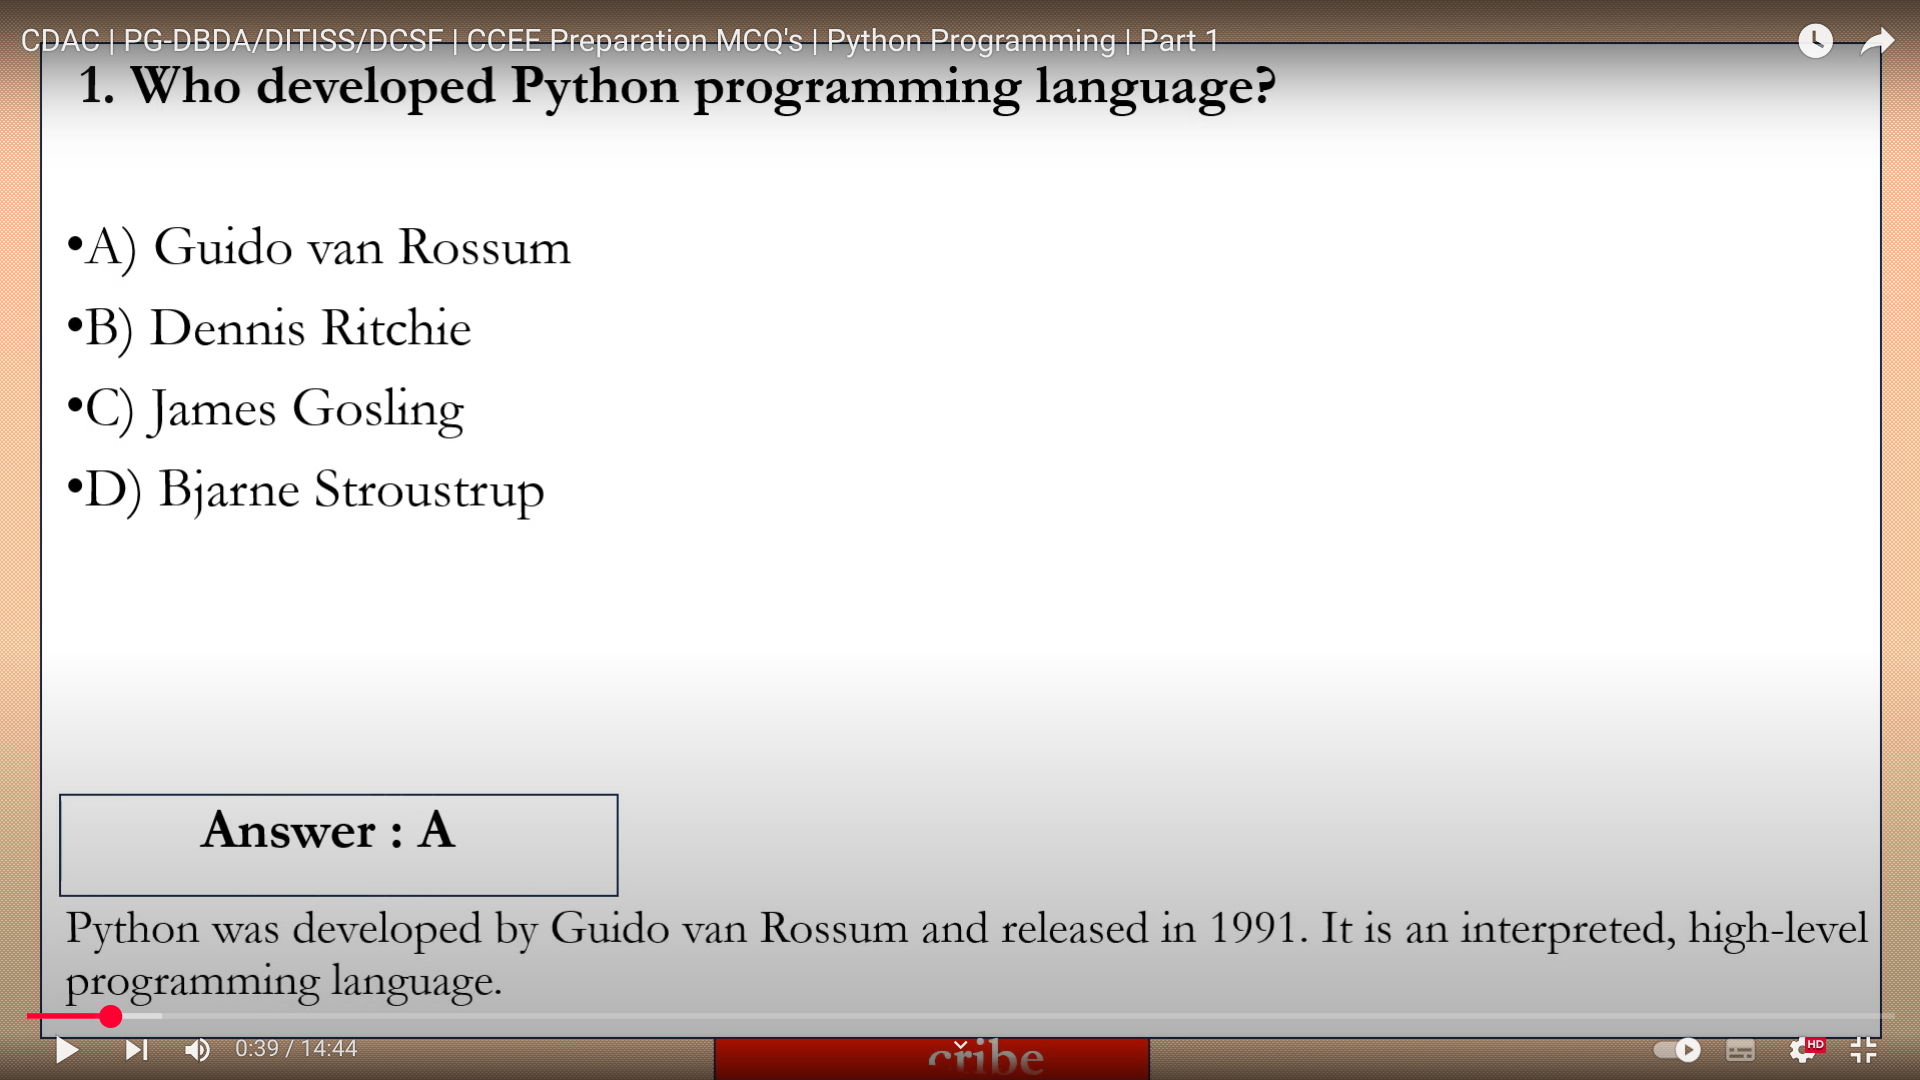 CDAC | PG-DBDA/DITISS/DCSF | CCEE Preparation MCQ's | Python Programming | Part 1
1. Who developed Python programming language?
•A) Guido van Rossum
•B) Dennis Ritchie
•C) James Gosling
•D) Bjarne Stroustrup
Answer : A
Python was developed by Guido van Rossum and released in 1991. It is an interpreted, high-level
programming language.
0:39 / 14:44
cribe
HD